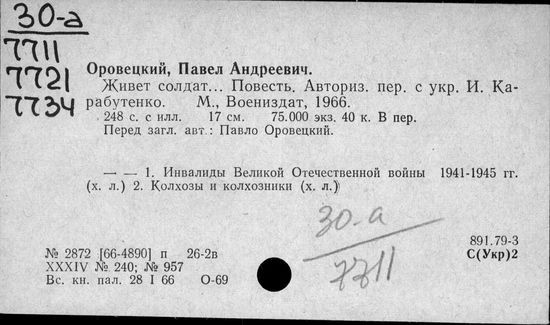 30-а
7711
7721
7734
Оровецкий, Павел Андреевич.
Живет солдат... Повесть. Авториз. пер. с укр. И. Ка-
рабутенко. М., Воениздат, 1966.
248 с. с илл. 17 см. 75.000 экз. 40 к. В пер.
Перед загл. авт.: Павло Оровецкий.
— — 1. Инвалиды Великой Отечественной войны 1941-1945 гг.
(х. л.) 2. Колхозы и колхозники (х. л.)
30-а
7711
№ 2872 [66-4890] п 26-2в
XXXIV № 240; № 957
Вс. кн. пал. 28 I 66 О-69
891.79-3
С(Укр)2